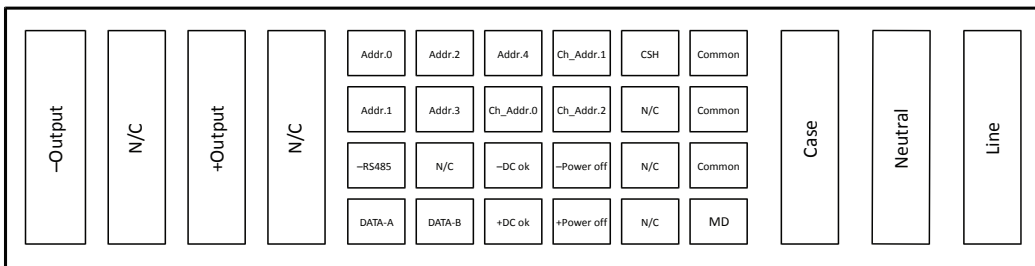 –Output
N/C
+Output
N/C
Addr.0 Addr.2 Addr.4 Ch_Addr.1 CSH Common
Addr.1 Addr.3 Ch_Addr.0 Ch_Addr.2 N/C Common
–RS485 N/C –DC ok –Power off N/C Common
DATA-A DATA-B +DC ok +Power off N/C MD
Case
Neutral
Line